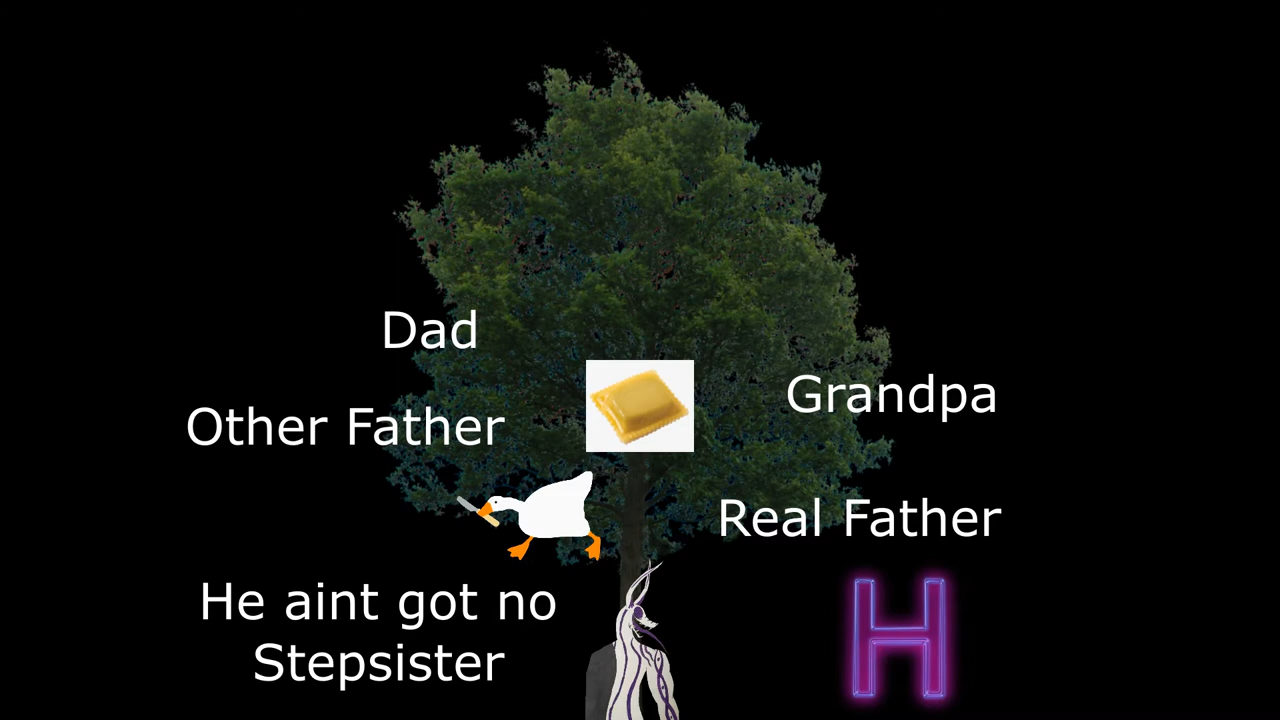 Dad
Grandpa
Other Father
Real Father
He aint got no
Stepsister
H